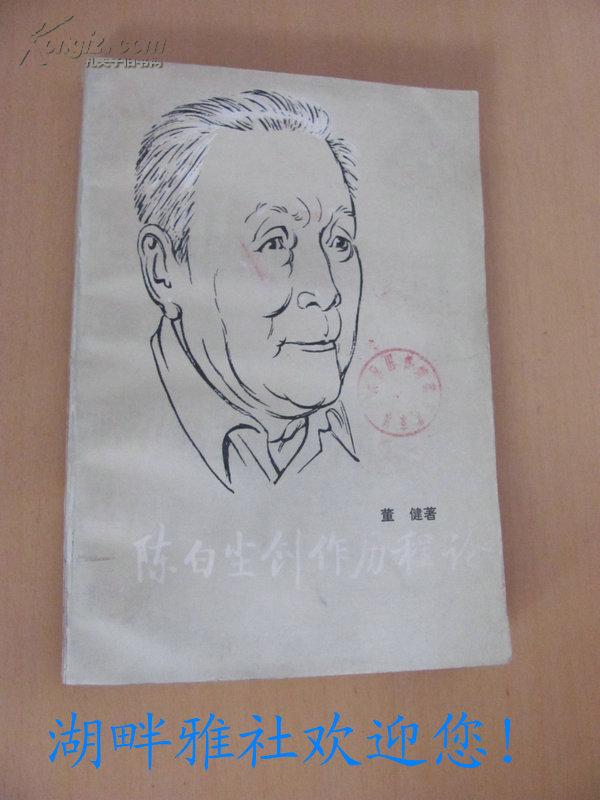 Kongfz.com
孔夫子旧书网
董 健著
陈白尘创作历程论
湖畔雅社欢迎您!